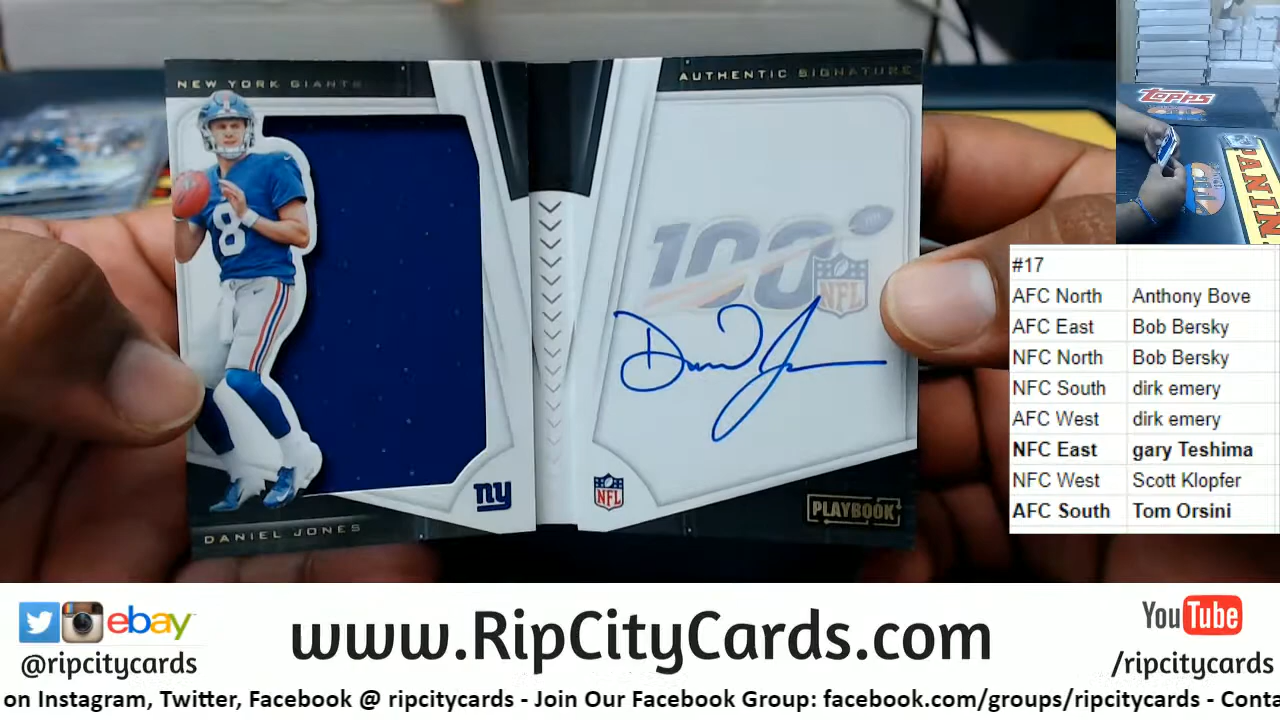 NEW YORK GIANTS
AUTHENTIC SIGNATURE
8
100
NFL
ny
NFL
PLAYBOOK
DANIEL JONES
TOPPS
PANINI
#17
AFC North Anthony Bove
AFC East Bob Bersky
NFC North Bob Bersky
NFC South dirk emery
AFC West dirk emery
NFC East gary Teshima
NFC West Scott Klopfer
AFC South Tom Orsini
ebay
@ripcitycards
www.RipCityCards.com
YouTube
/ripcitycards
on Instagram, Twitter, Facebook @ ripcitycards - Join Our Facebook Group: facebook.com/groups/ripcitycards - Conta